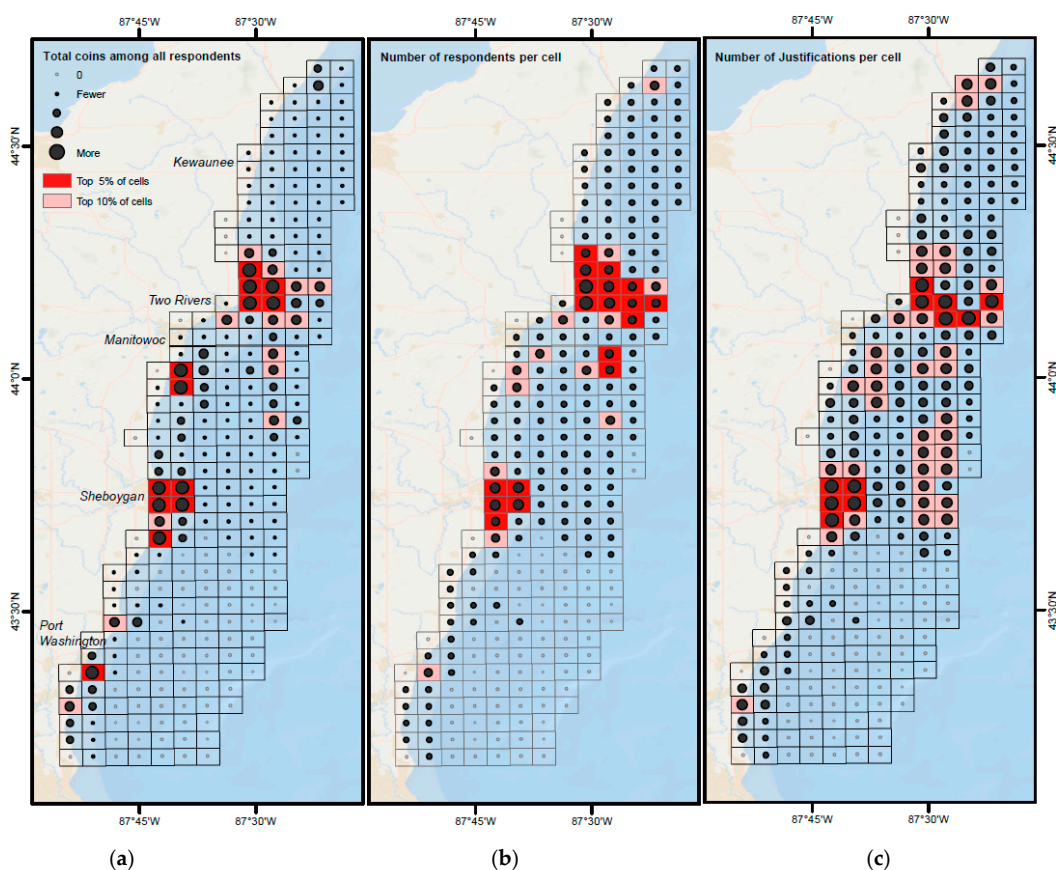 87°45'W 87°30'W 87°45'W 87°30'W 87°45'W 87°30'W
Total coins among all respondents
0
Fewer
More
Top 5% of cells
Top 10% of cells
Number of respondents per cell
Number of Justifications per cell
44°30'N
44°0'N
43°30'N
Kewaunee
Two Rivers
Manitowoc
Sheboygan
Port
Washington
44°30'N
44°0'N
43°30'N
87°45'W 87°30'W 87°45'W 87°30'W 87°45'W 87°30'W
(a) (b) (c)